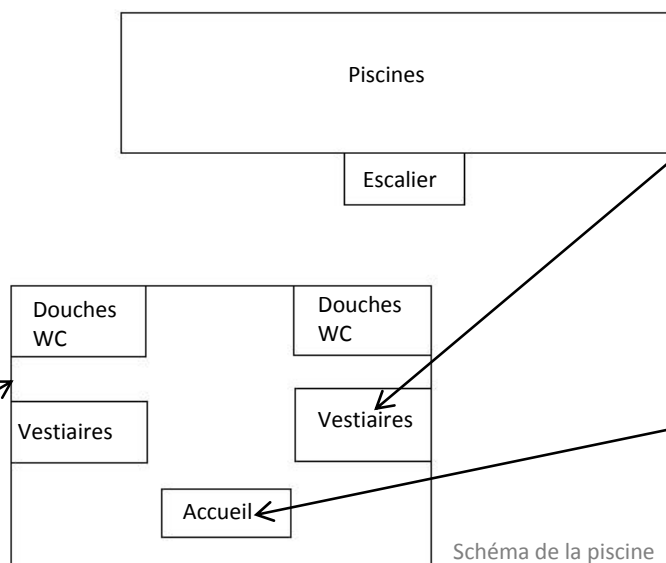 Piscines
Escalier
Douches
WC
Douches
WC
Vestiaires
Vestiaires
Accueil
Schéma de la piscine